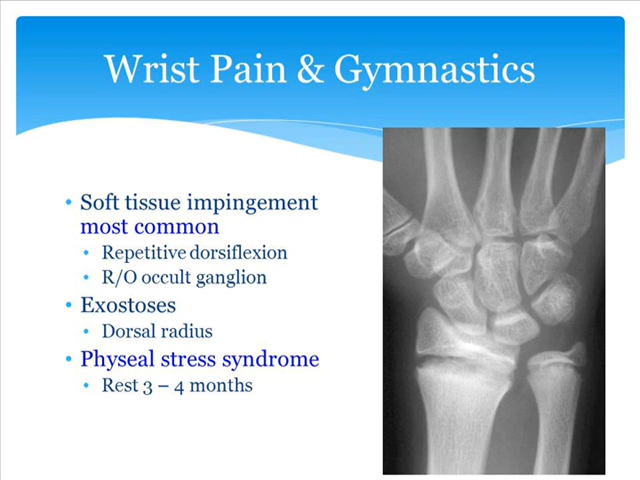 Wrist Pain & Gymnastics
• Soft tissue impingement
most common
• Repetitive dorsiflexion
• R/O occult ganglion
• Exostoses
• Dorsal radius
• Physeal stress syndrome
• Rest 3 – 4 months